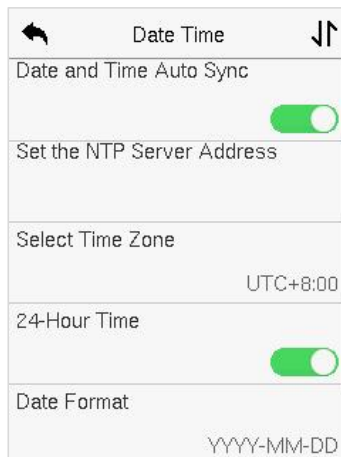 Date Time
Date and Time Auto Sync
Set the NTP Server Address
Select Time Zone
UTC+8:00
24-Hour Time
Date Format
YYYY-MM-DD